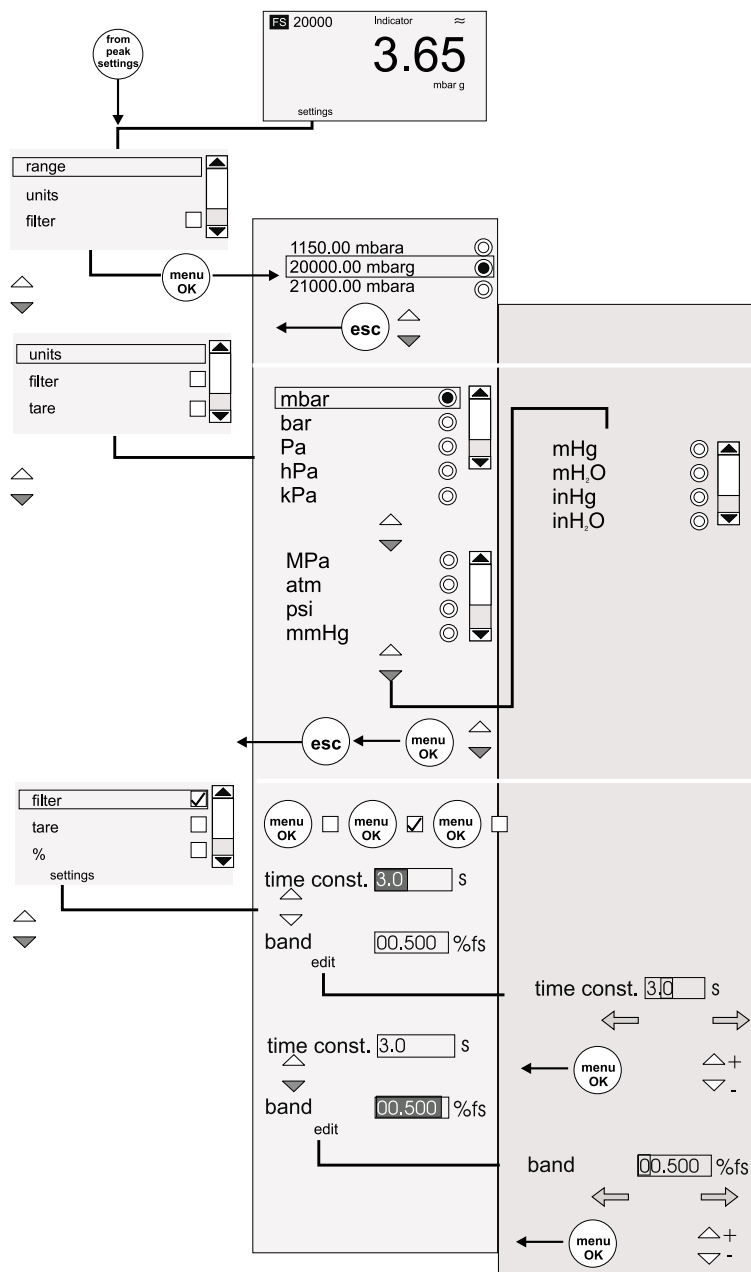 from
peak
settings
FS 20000 Indicator ≈
3.65
mbar g
settings
range
units
filter
menu
OK
1150.00 mbara
20000.00 mbarg
21000.00 mbara
esc
units
filter
tare
mbar
bar
Pa
hPa
kPa
MPa
atm
psi
mmHg
mHg
mH₂O
inHg
inH₂O
esc
menu
OK
filter
tare
%
settings
menu
OK
menu
OK
menu
OK
time const. 3.0 s
band 00.500 %fs
edit
time const. 3.0 s
menu
OK
+
-
time const. 3.0 s
band 00.500 %fs
edit
band 00.500 %fs
menu
OK
+
-